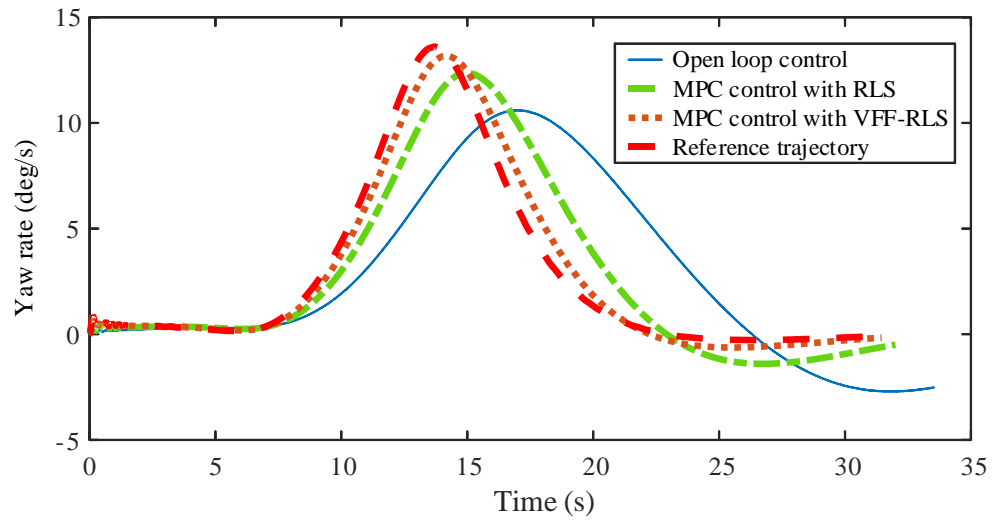 15
10
5
0
-5
Yaw rate (deg/s)
Open loop control
MPC control with RLS
MPC control with VFF-RLS
Reference trajectory
0 5 10 15 20 25 30 35
Time (s)